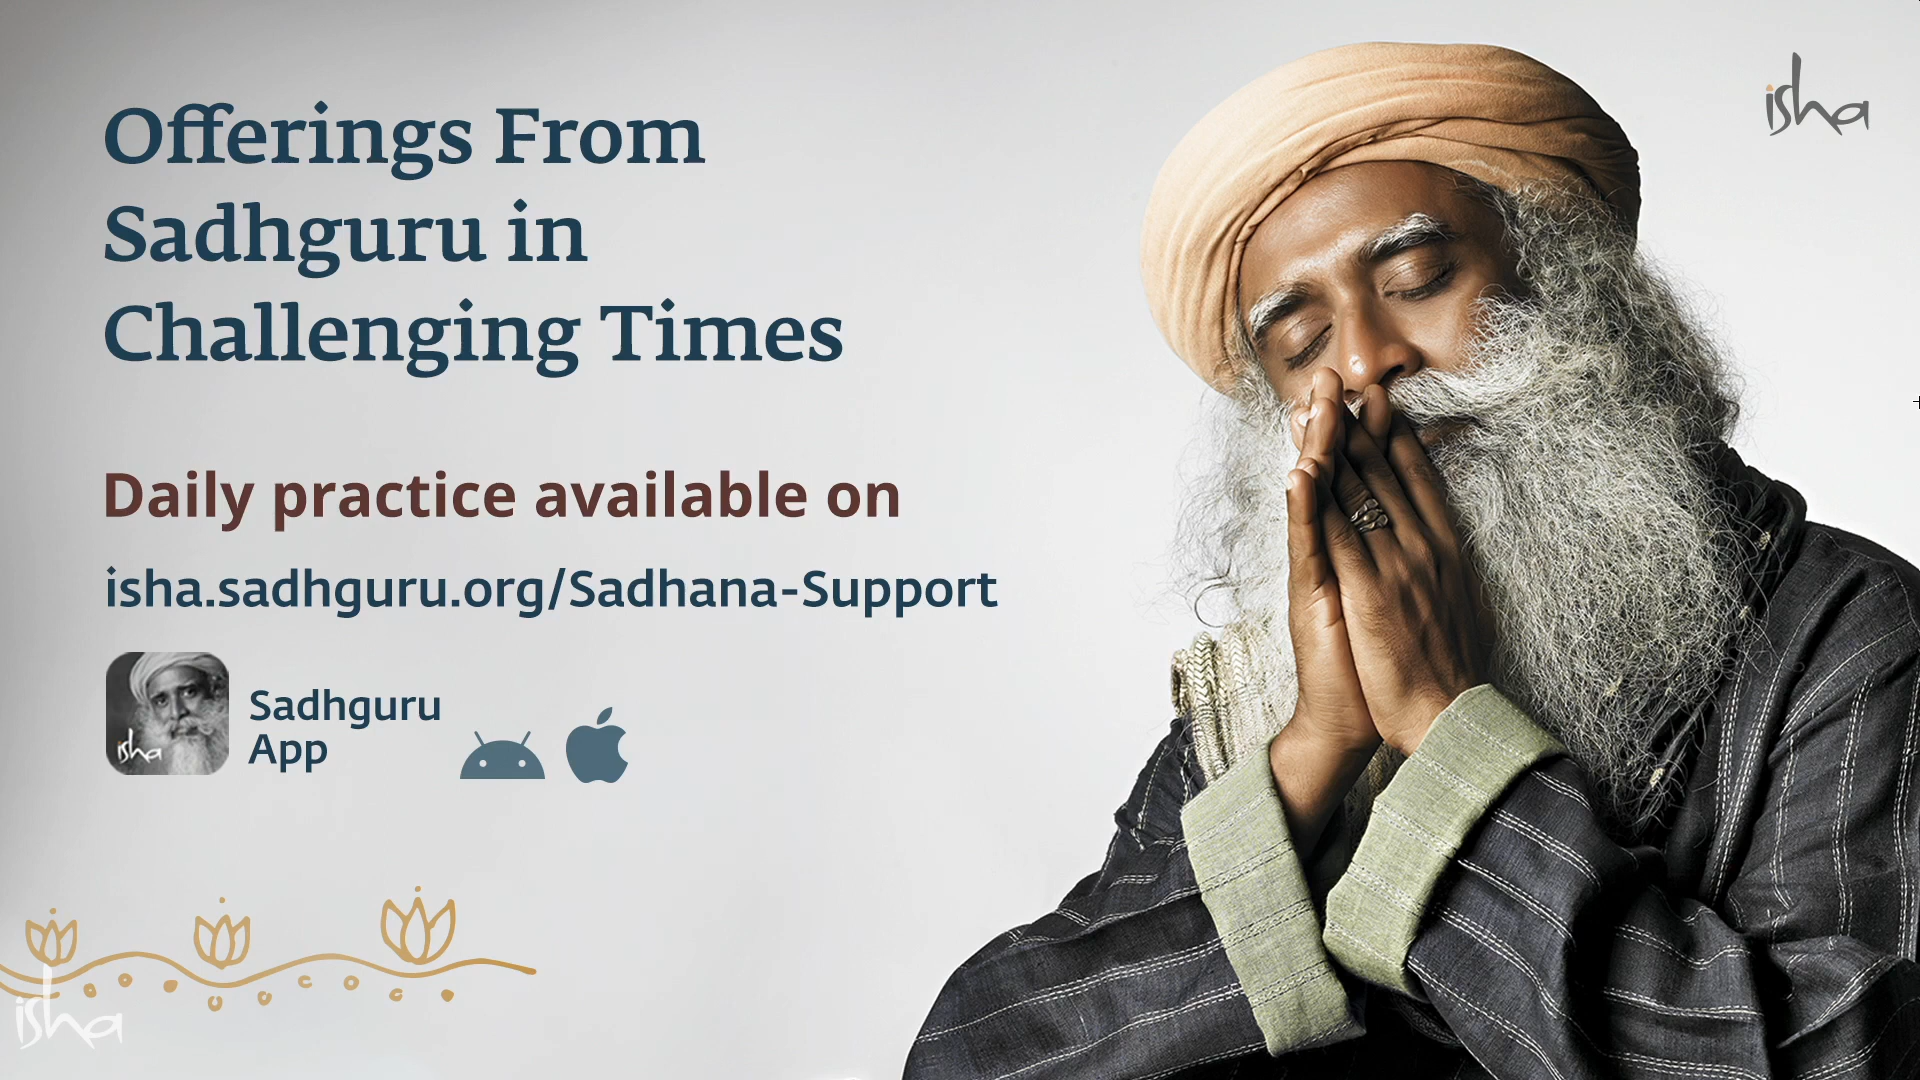 Offerings From
Sadhguru in
Challenging Times
Daily practice available on
isha.sadhguru.org/Sadhana-Support
Sadhguru
App
isha
isha
isha